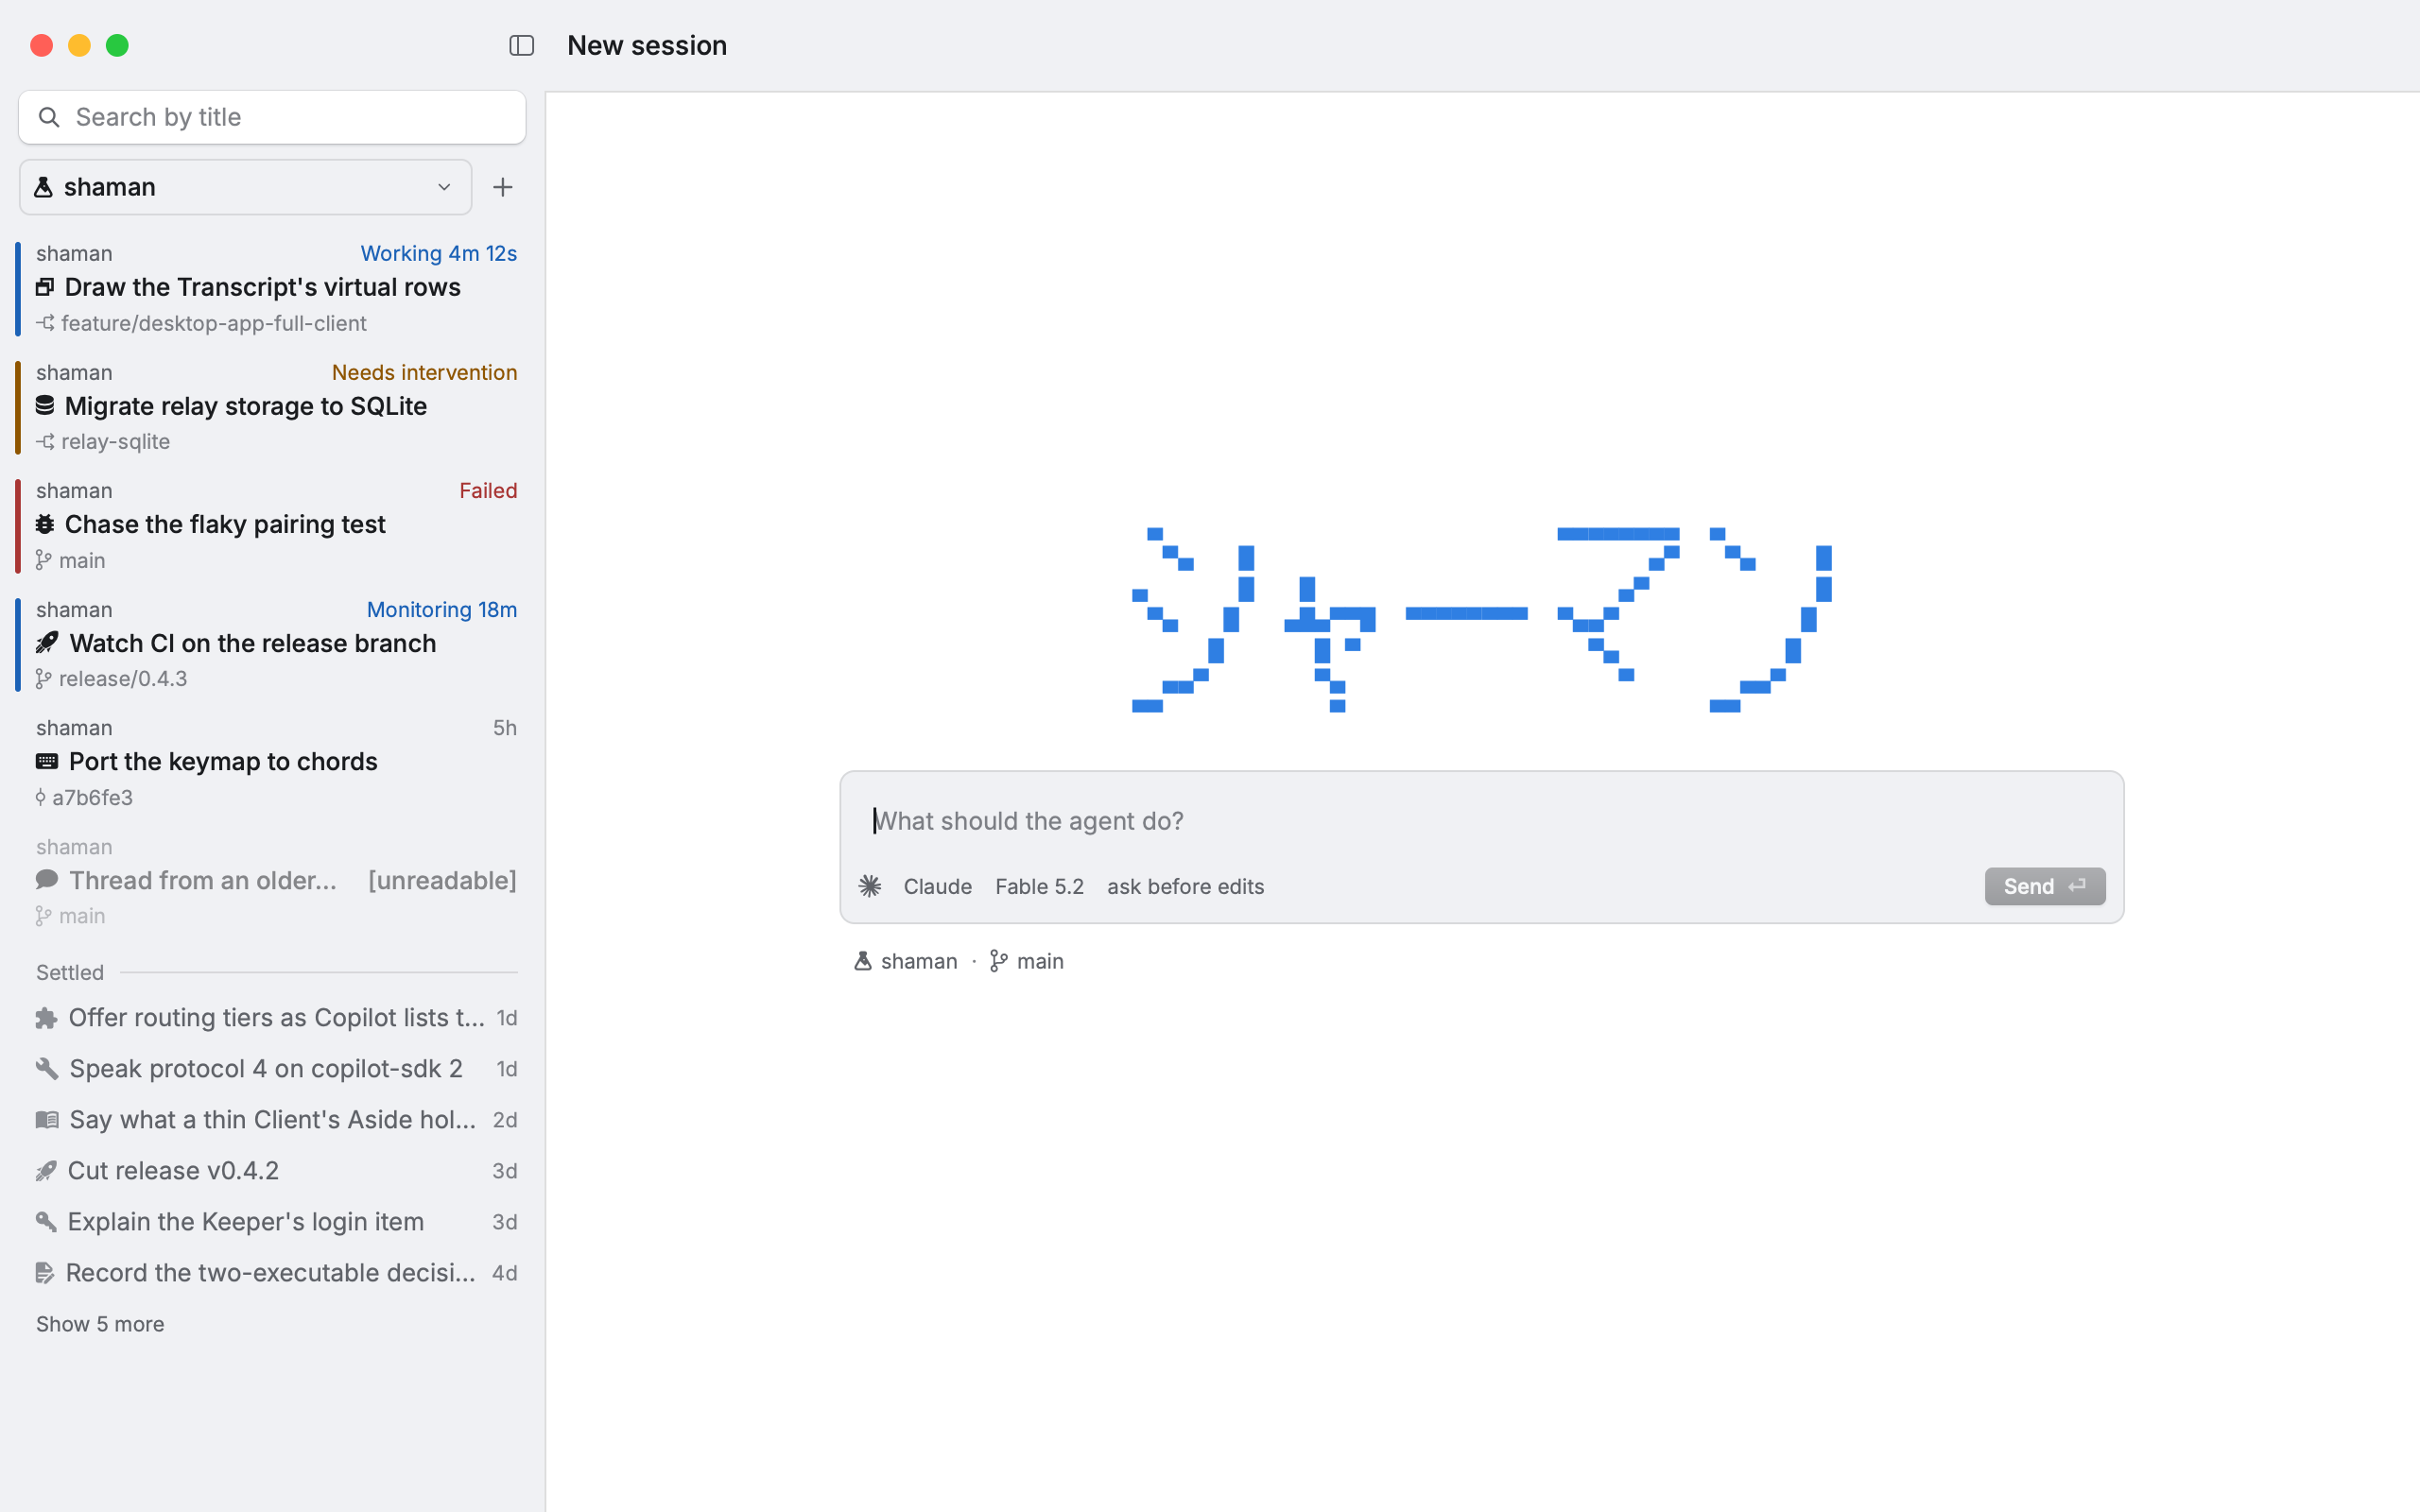 New session
Search by title
shaman
shaman Working 4m 12s
Draw the Transcript's virtual rows
feature/desktop-app-full-client
shaman Needs intervention
Migrate relay storage to SQLite
relay-sqlite
shaman Failed
Chase the flaky pairing test
main
shaman Monitoring 18m
Watch CI on the release branch
release/0.4.3
shaman 5h
Port the keymap to chords
a7b6fe3
shaman
Thread from an older... [unreadable]
main
Settled
Offer routing tiers as Copilot lists t... 1d
Speak protocol 4 on copilot-sdk 2 1d
Say what a thin Client's Aside hol... 2d
Cut release v0.4.2 3d
Explain the Keeper's login item 3d
Record the two-executable decisi... 4d
Show 5 more
シャーマン
What should the agent do?
Claude Fable 5.2 ask before edits Send
shaman · main